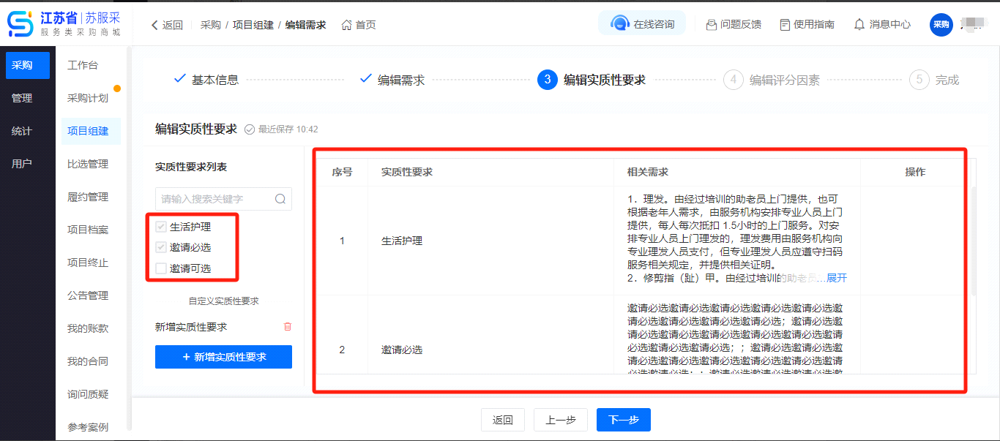 江苏省|苏服采
服务类采购商城
返回
采购 / 项目组建 / 编辑需求
首页
在线咨询
问题反馈
使用指南
消息中心
采购
采购
管理
统计
用户
工作台
采购计划
项目组建
比选管理
履约管理
项目档案
项目终止
公告管理
我的账款
我的合同
询问质疑
参考案例
基本信息
编辑需求
3 编辑实质性要求
4 编辑评分因素
5 完成
编辑实质性要求
最近保存 10:42
实质性要求列表
请输入搜索关键字
生活护理
邀请必选
邀请可选
自定义实质性要求
新增实质性要求
+ 新增实质性要求
序号 实质性要求 相关需求 操作
1
生活护理
1. 理发。由经过培训的助老员上门提供，也可
根据老年人需求，由服务机构安排专业人员上门
提供，每人每次抵扣 1.5小时的上门服务。对安
排专业人员上门理发的，理发费用由服务机构向
专业理发人员支付，但专业理发人员应遵守扫码
服务相关规定，并提供相关证明。
2. 修剪指（趾）甲。由经过培训的助老员...展开
2
邀请必选
邀请必选邀请必选邀请必选邀请必选邀请必选邀
请必选邀请必选邀请必选邀请必选；邀请必选邀
请必选邀请必选邀请必选邀请必选邀请必选邀请
必选邀请必选邀请必选；；邀请必选邀请必选邀
请必选邀请必选邀请必选邀请必选邀请必选邀请
必选邀请必选；；邀请必选邀请必选邀请必选邀
返回
上一步
下一步